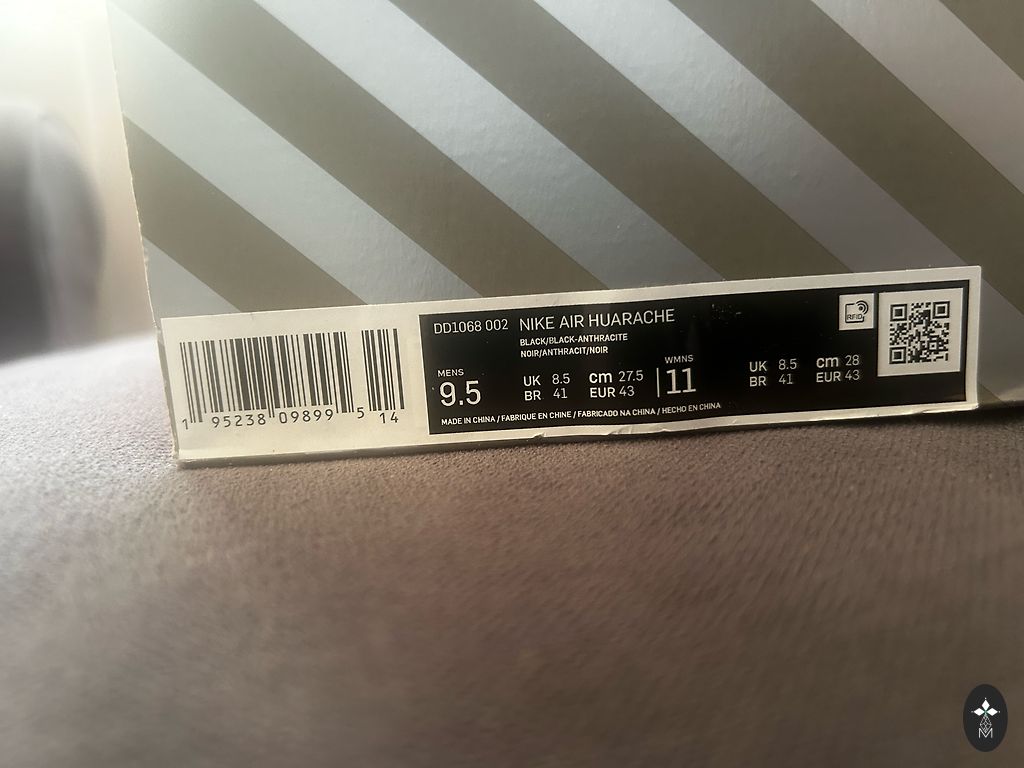 DD1068 002 NIKE AIR HUARACHE
BLACK/BLACK-ANTHRACITE
NOIR/ANTHRACIT/NOIR
RFID
MENS
9.5
UK 8.5 cm 27.5
BR 41 EUR 43
WMNS
11
UK 8.5 cm 28
BR 41 EUR 43
MADE IN CHINA / FABRIQUE EN CHINE / FABRICADO NA CHINA / HECHO EN CHINA
1 95238 09899 5 14
M